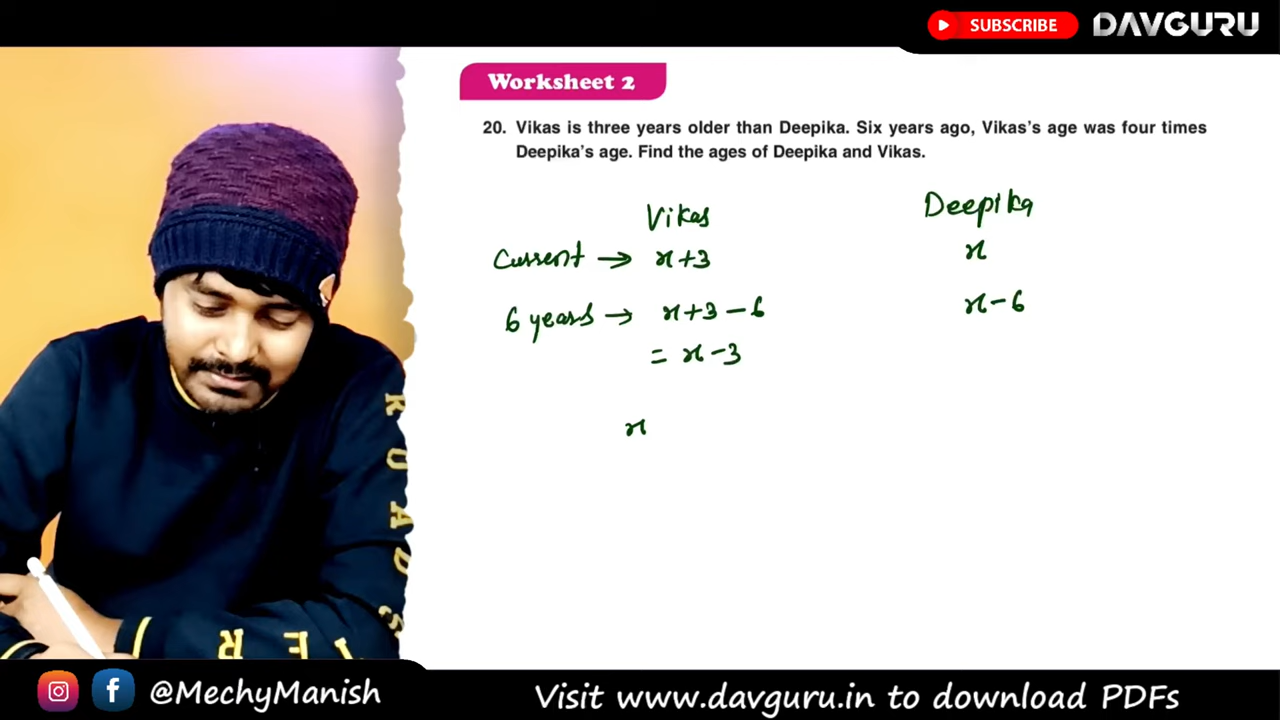 SUBSCRIBE DAVGURU
Worksheet 2
20. Vikas is three years older than Deepika. Six years ago, Vikas's age was four times
Deepika's age. Find the ages of Deepika and Vikas.
Vikas Deepika
Current → x+3 x
6 years → x+3-6 x-6
= x-3
x
ROADSTER
@MechyManish Visit www.davguru.in to download PDFs